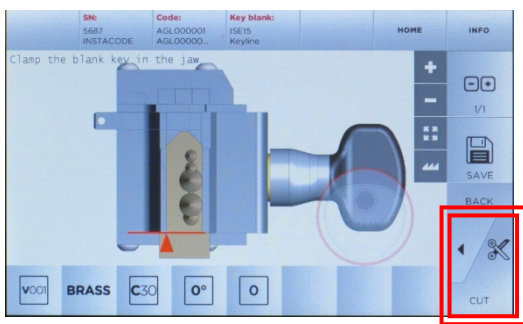 SN: Code: Key blank:
5687 AGL000001 ISE15 HOME INFO
INSTACODE AGL00000... Keyline
Clamp the blank key in the jaw
1/1
SAVE
BACK
V001 BRASS C30 0° 0
CUT